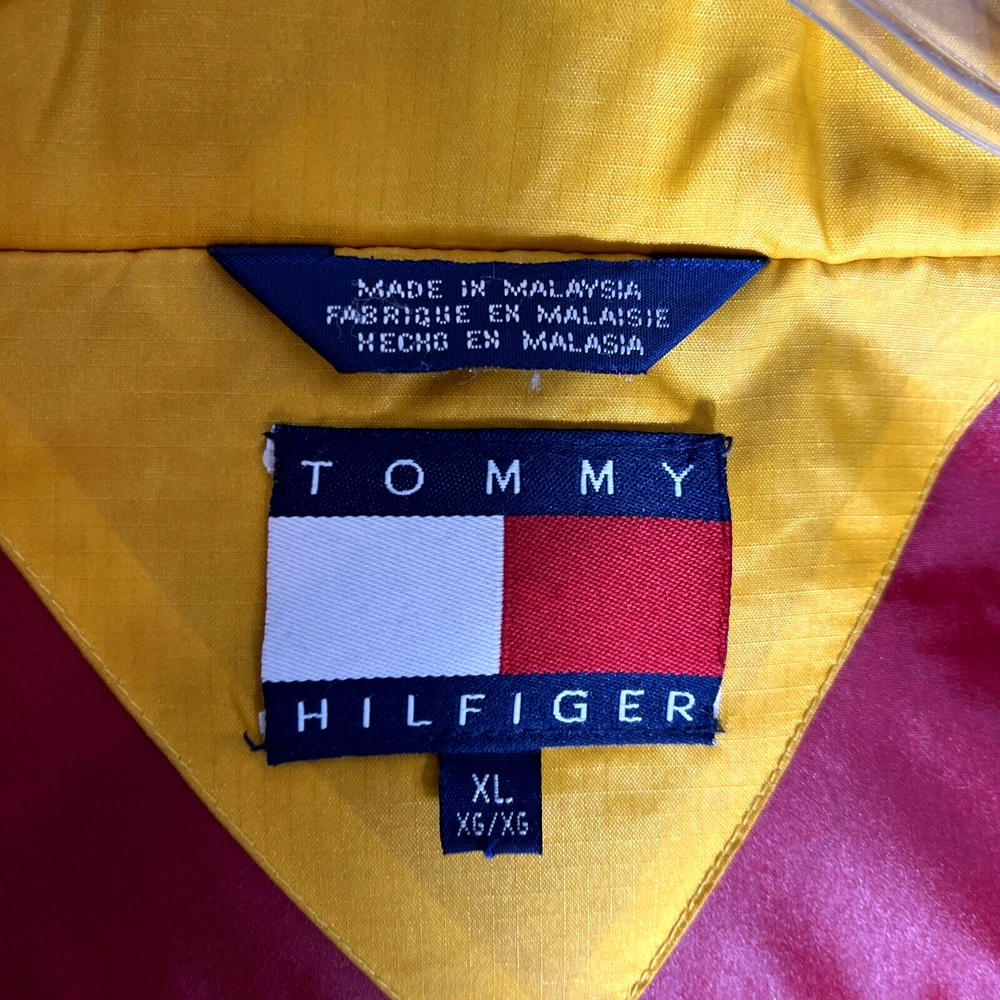 MADE IN MALAYSIA
FABRIQUE EN MALAISIE
HECHO EN MALASIA
TOMMY
HILFIGER
XL.
XG/XG